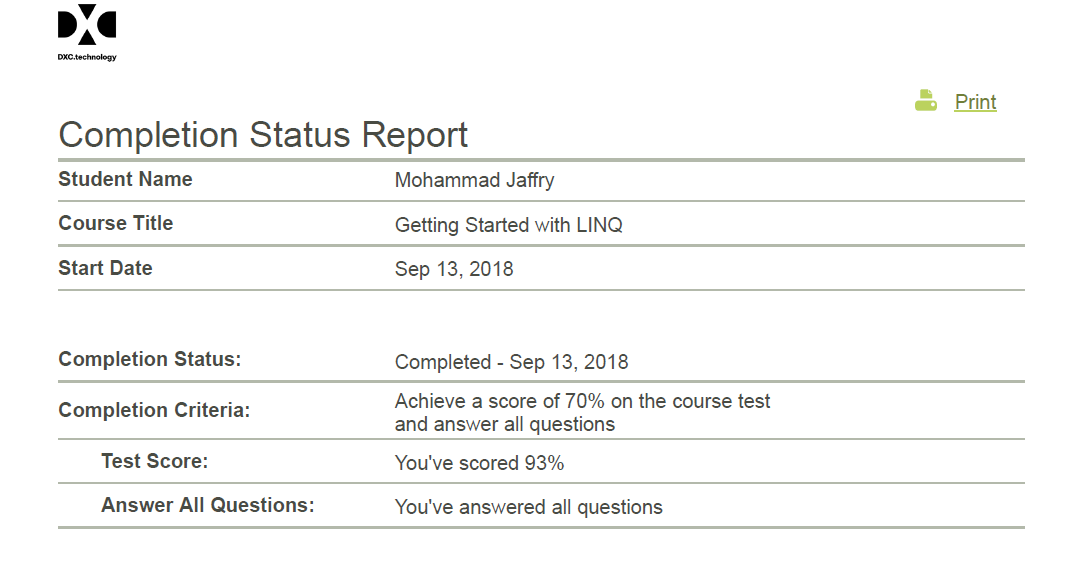 DXC.technology
Print
Completion Status Report
Student Name Mohammad Jaffry
Course Title Getting Started with LINQ
Start Date Sep 13, 2018
Completion Status: Completed - Sep 13, 2018
Completion Criteria: Achieve a score of 70% on the course test
and answer all questions
Test Score: You've scored 93%
Answer All Questions: You've answered all questions